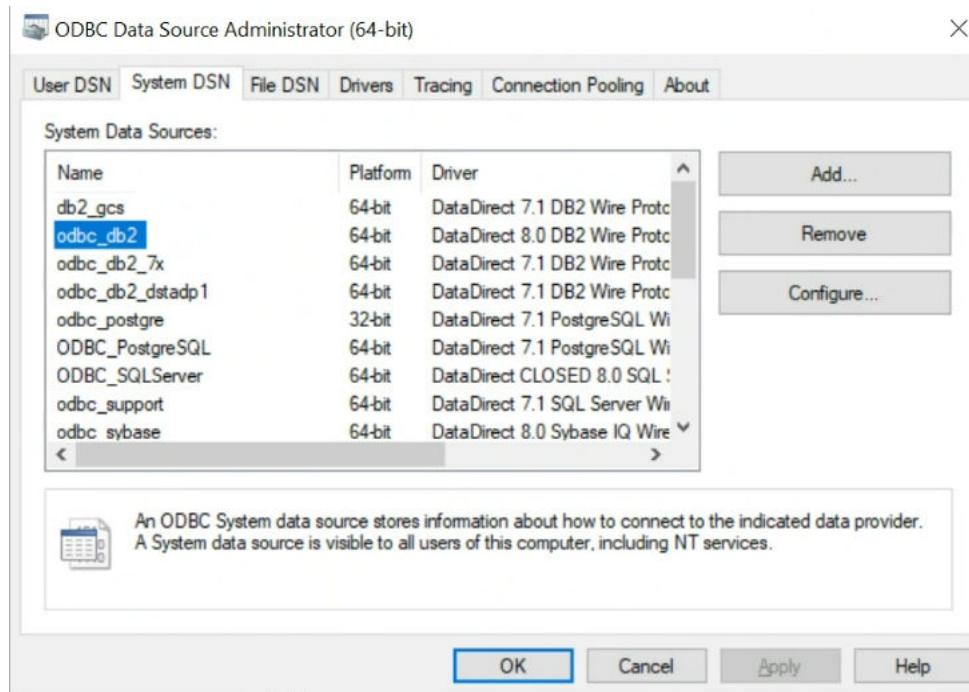 ODBC Data Source Administrator (64-bit)
User DSN System DSN File DSN Drivers Tracing Connection Pooling About
System Data Sources:
Name Platform Driver
db2_gcs 64-bit DataDirect 7.1 DB2 Wire Protc
odbc_db2 64-bit DataDirect 8.0 DB2 Wire Protc
odbc_db2_7x 64-bit DataDirect 7.1 DB2 Wire Protc
odbc_db2_dstadp1 64-bit DataDirect 7.1 DB2 Wire Protc
odbc_postgre 32-bit DataDirect 7.1 PostgreSQL Wi
ODBC_PostgreSQL 64-bit DataDirect 7.1 PostgreSQL Wi
ODBC_SQLServer 64-bit DataDirect CLOSED 8.0 SQL
odbc_support 64-bit DataDirect 7.1 SQL Server Wi
odbc_sybase 64-bit DataDirect 8.0 Sybase IQ Wire
Add...
Remove
Configure...
An ODBC System data source stores information about how to connect to the indicated data provider.
A System data source is visible to all users of this computer, including NT services.
OK Cancel Apply Help